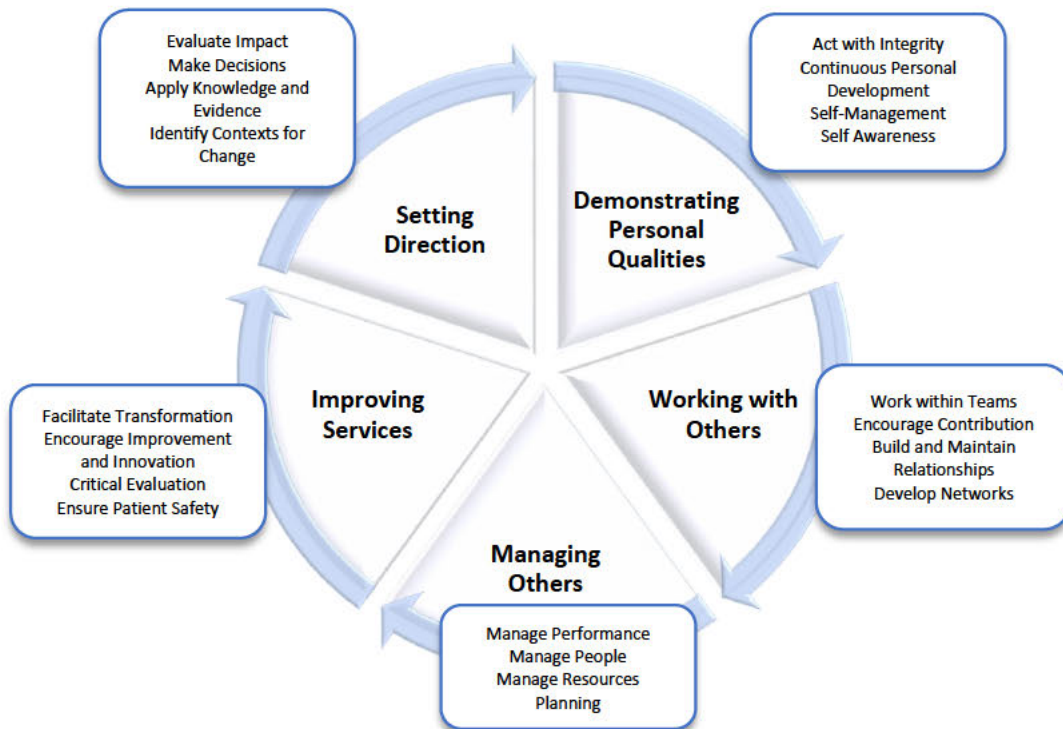 Evaluate Impact
Make Decisions
Apply Knowledge and
Evidence
Identify Contexts for
Change
Act with Integrity
Continuous Personal
Development
Self-Management
Self Awareness
Setting
Direction
Demonstrating
Personal
Qualities
Improving
Services
Working with
Others
Facilitate Transformation
Encourage Improvement
and Innovation
Critical Evaluation
Ensure Patient Safety
Work within Teams
Encourage Contribution
Build and Maintain
Relationships
Develop Networks
Managing
Others
Manage Performance
Manage People
Manage Resources
Planning